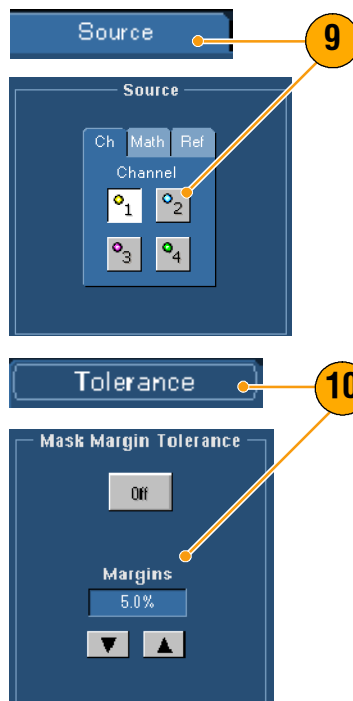 Source
9
Source
Ch Math Ref
Channel
1 2
3 4
Tolerance
10
Mask Margin Tolerance
Off
Margins
5.0%